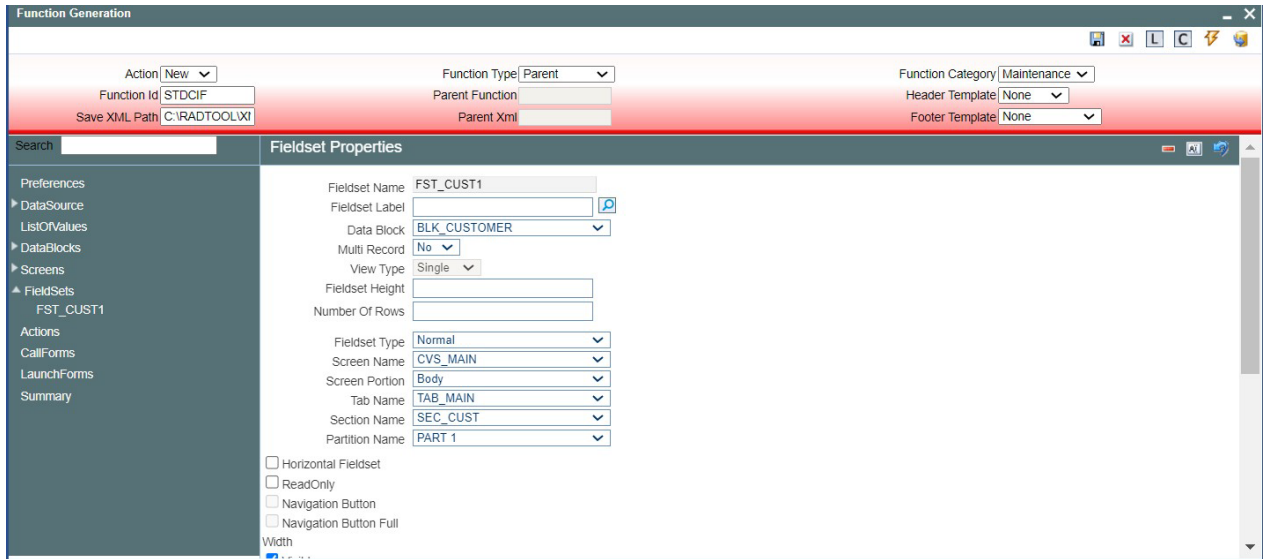 Function Generation
L C
Action New Function Type Parent Function Category Maintenance
Function Id STDCIF Parent Function Header Template None
Save XML Path C:\RADTOOL\XI Parent Xml Footer Template None
Search Fieldset Properties
Preferences
DataSource
ListOfValues
DataBlocks
Screens
FieldSets
FST_CUST1
Actions
CallForms
LaunchForms
Summary
Fieldset Name FST_CUST1
Fieldset Label
Data Block BLK_CUSTOMER
Multi Record No
View Type Single
Fieldset Height
Number Of Rows
Fieldset Type Normal
Screen Name CVS_MAIN
Screen Portion Body
Tab Name TAB_MAIN
Section Name SEC_CUST
Partition Name PART 1
Horizontal Fieldset
ReadOnly
Navigation Button
Navigation Button Full
Width